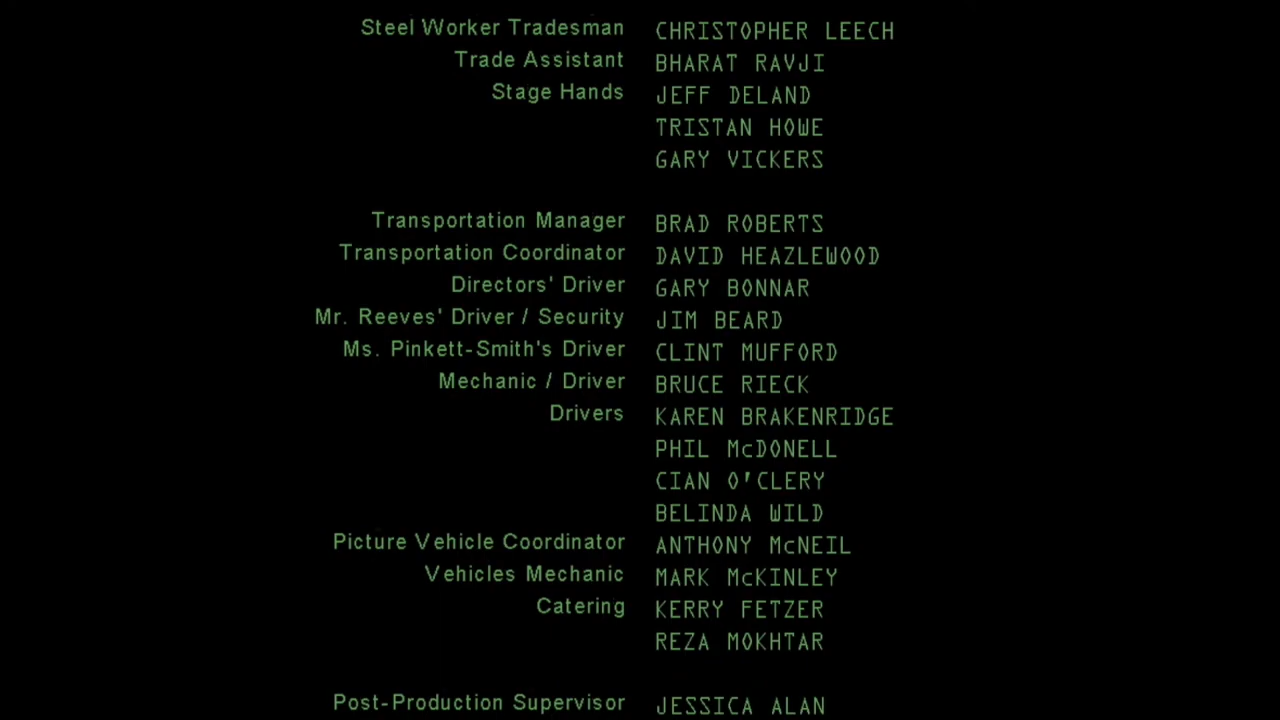 Steel Worker Tradesman CHRISTOPHER LEECH
Trade Assistant BHARAT RAVJI
Stage Hands JEFF DELAND
TRISTAN HOWE
GARY VICKERS
Transportation Manager BRAD ROBERTS
Transportation Coordinator DAVID HEAZLEWOOD
Directors' Driver GARY BONNAR
Mr. Reeves' Driver / Security JIM BEARD
Ms. Pinkett-Smith's Driver CLINT MUFFORD
Mechanic / Driver BRUCE RIECK
Drivers KAREN BRAKENRIDGE
PHIL McDONELL
CIAN O'CLERY
BELINDA WILD
Picture Vehicle Coordinator ANTHONY McNEIL
Vehicles Mechanic MARK McKINLEY
Catering KERRY FETZER
REZA MOKHTAR
Post-Production Supervisor JESSICA ALAN